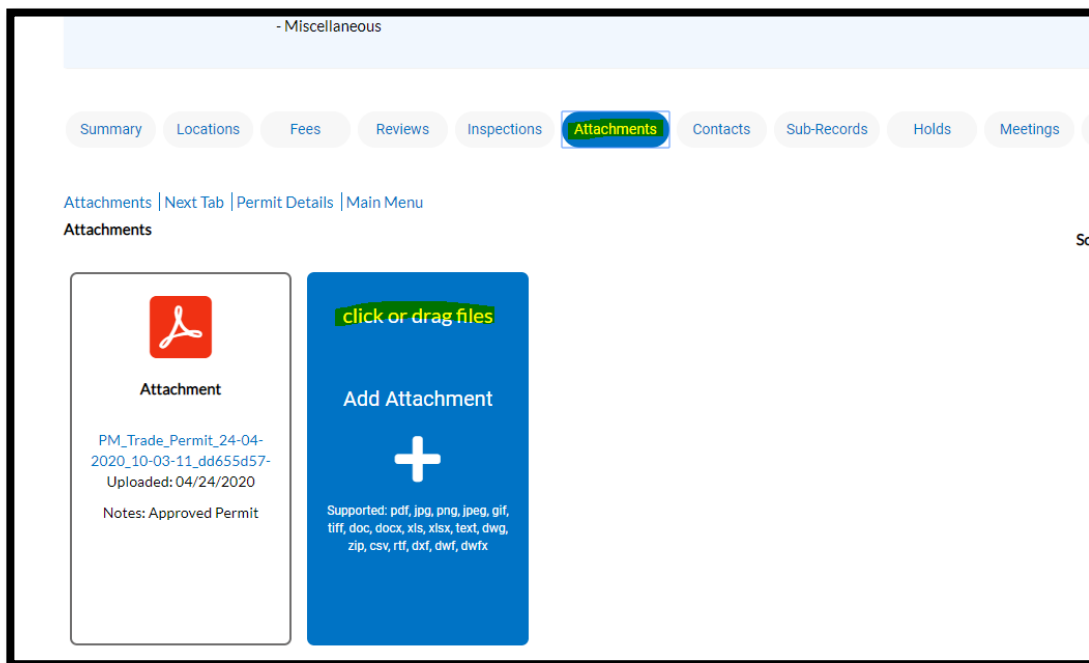 - Miscellaneous
Summary Locations Fees Reviews Inspections Attachments Contacts Sub-Records Holds Meetings
Attachments | Next Tab | Permit Details | Main Menu
Attachments
Attachment
PM_Trade_Permit_24-04-
2020_10-03-11_dd655d57-
Uploaded: 04/24/2020
Notes: Approved Permit
click or drag files
Add Attachment
Supported: pdf, jpg, png, jpeg, gif,
tiff, doc, docx, xls, xlsx, text, dwg,
zip, csv, rtf, dxf, dwf, dwfx